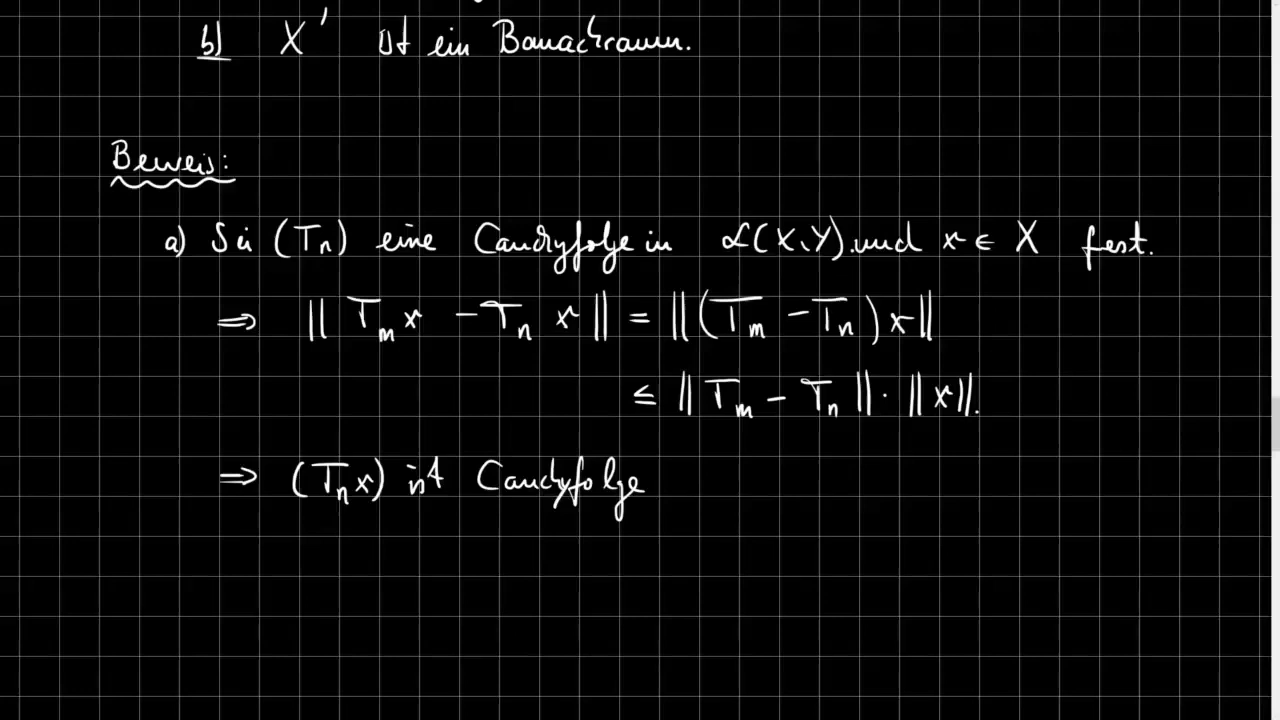 b) X' ist ein Banachraum.
Beweis:
a) Sei (Tₙ) eine Cauchyfolge in ℒ(X,Y) und x ∈ X fest.
⇒ ‖Tₘx − Tₙx‖ = ‖(Tₘ − Tₙ)x‖
≤ ‖Tₘ − Tₙ‖ · ‖x‖.
⇒ (Tₙx) ist Cauchyfolge